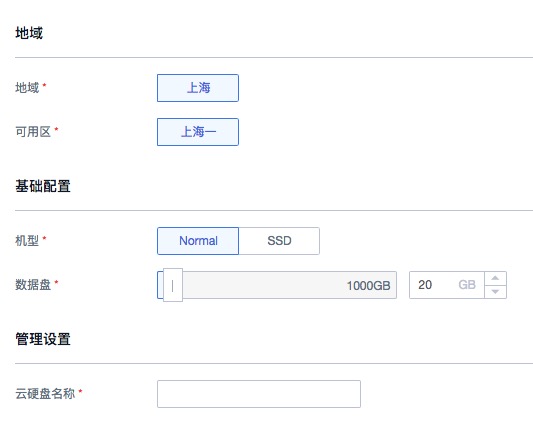 地域
地域 *
上海
可用区 *
上海一
基础配置
机型 *
Normal SSD
数据盘 *
1000GB 20 GB
管理设置
云硬盘名称 *